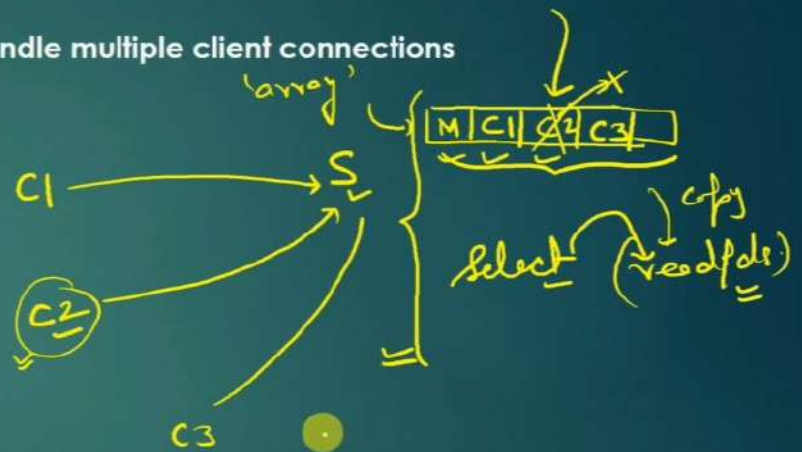 ndle multiple client connections
'array'
M C1 C2 C3
x
C1
S
copy
Select (readfds)
C2
C3